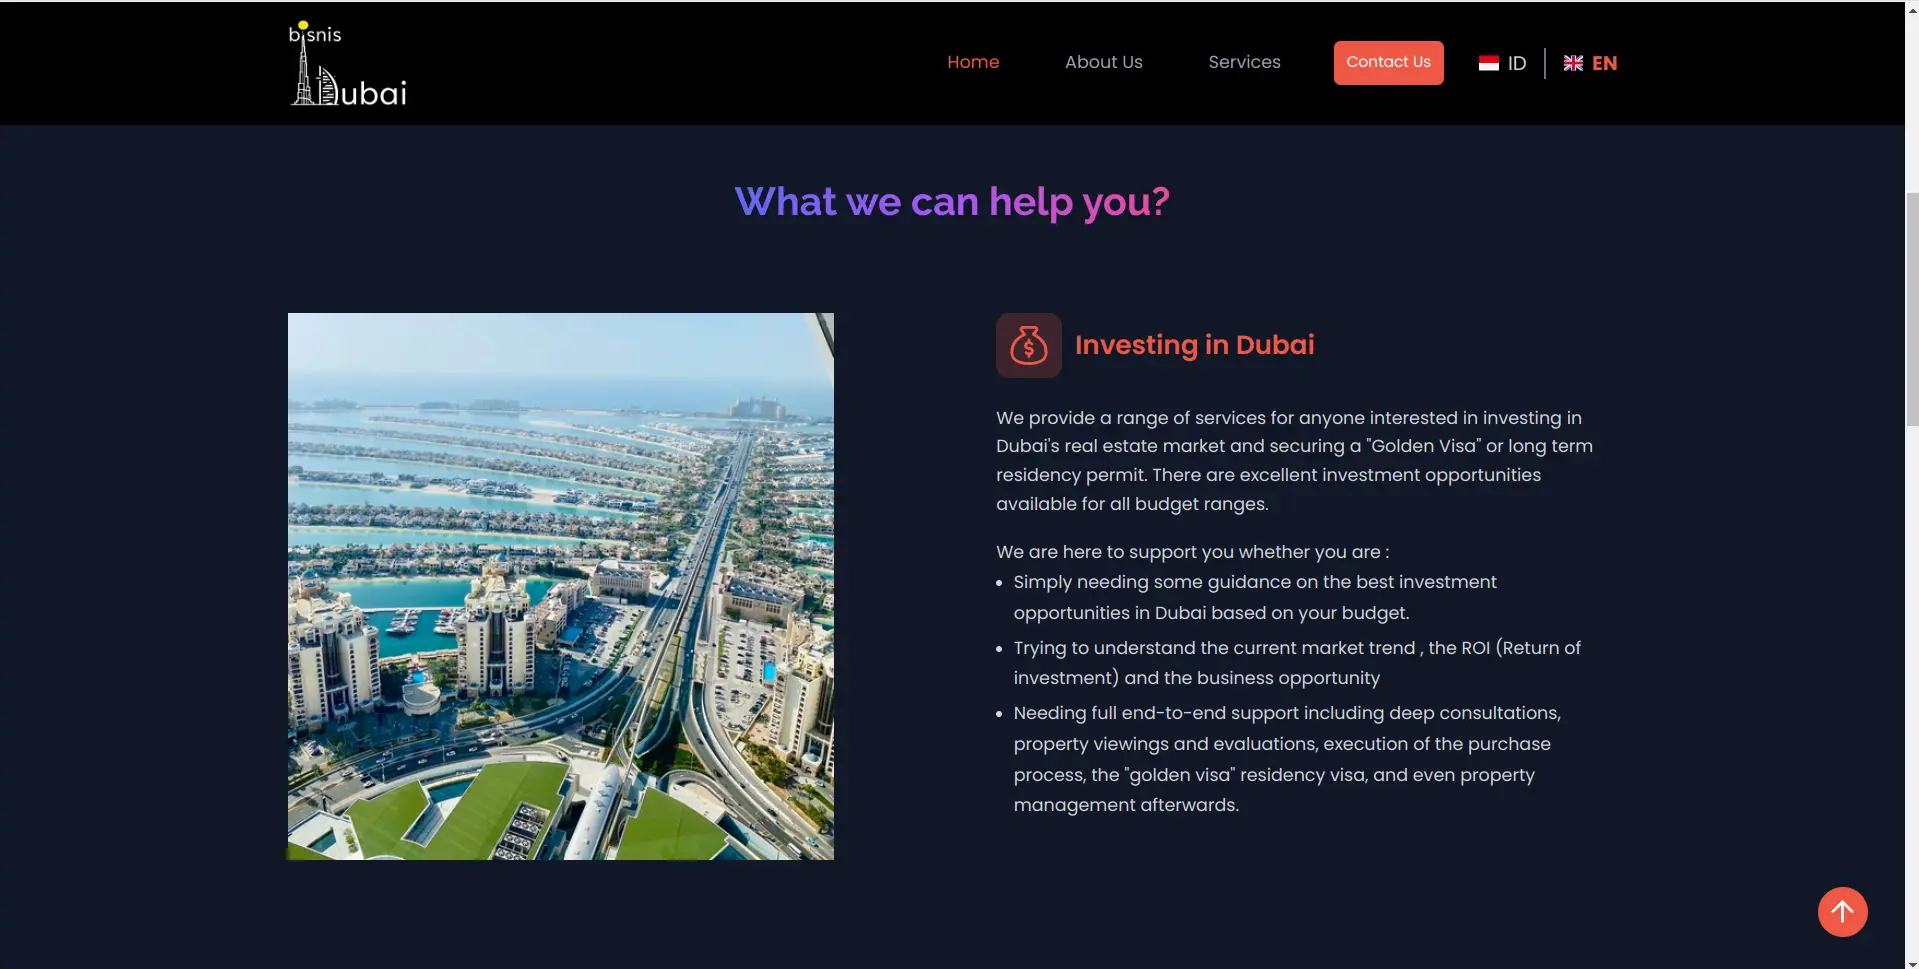 bisnis
Dubai
Home
About Us
Services
Contact Us
ID
EN
What we can help you?
Investing in Dubai
We provide a range of services for anyone interested in investing in
Dubai's real estate market and securing a "Golden Visa" or long term
residency permit. There are excellent investment opportunities
available for all budget ranges.
We are here to support you whether you are :
Simply needing some guidance on the best investment
opportunities in Dubai based on your budget.
Trying to understand the current market trend , the ROI (Return of
investment) and the business opportunity
Needing full end-to-end support including deep consultations,
property viewings and evaluations, execution of the purchase
process, the "golden visa" residency visa, and even property
management afterwards.